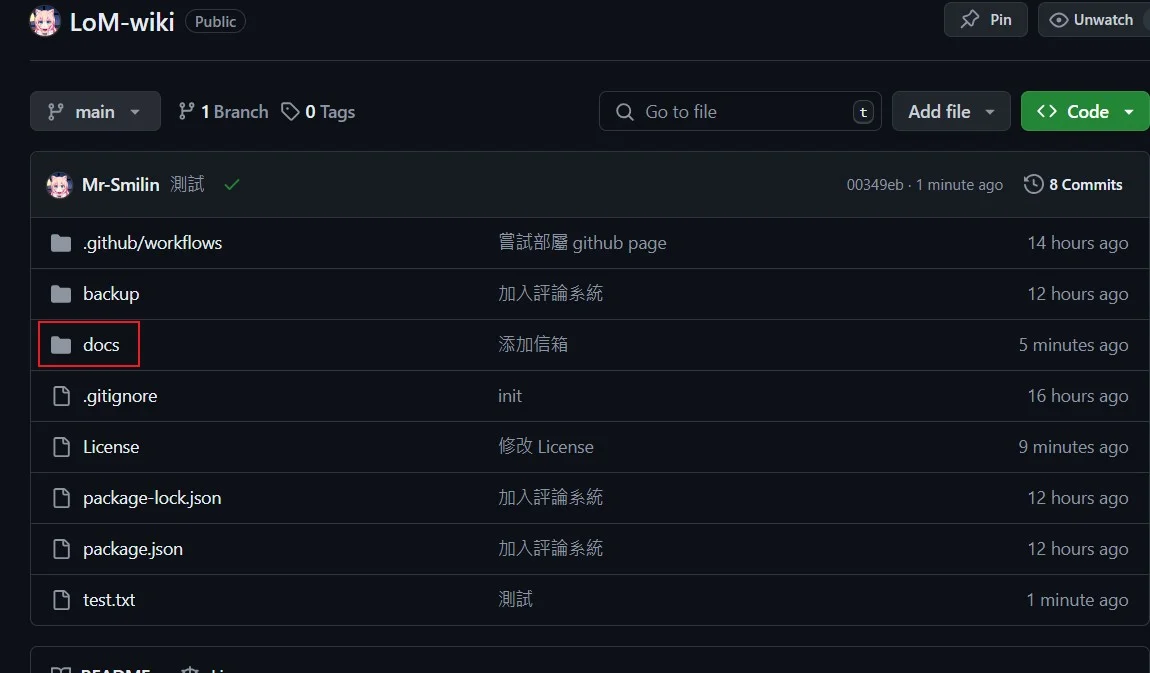 LoM-wiki Public Pin Unwatch
main 1 Branch 0 Tags Go to file t Add file Code
Mr-Smilin 測試 00349eb · 1 minute ago 8 Commits
.github/workflows 嘗試部屬 github page 14 hours ago
backup 加入評論系統 12 hours ago
docs 添加信箱 5 minutes ago
.gitignore init 16 hours ago
License 修改 License 9 minutes ago
package-lock.json 加入評論系統 12 hours ago
package.json 加入評論系統 12 hours ago
test.txt 測試 1 minute ago
README